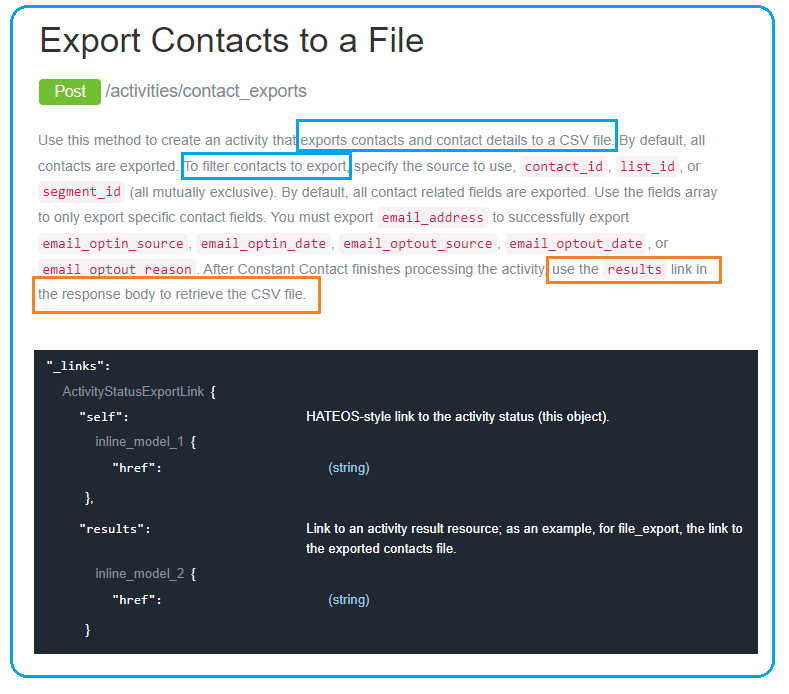 Export Contacts to a File
Post /activities/contact_exports
Use this method to create an activity that exports contacts and contact details to a CSV file. By default, all
contacts are exported. To filter contacts to export, specify the source to use, contact_id , list_id , or
segment_id (all mutually exclusive). By default, all contact related fields are exported. Use the fields array
to only export specific contact fields. You must export email_address to successfully export
email_optin_source , email_optin_date , email_optout_source , email_optout_date , or
email_optout_reason . After Constant Contact finishes processing the activity, use the results link in
the response body to retrieve the CSV file.
"_links":
ActivityStatusExportLink {
"self": HATEOS-style link to the activity status (this object).
inline_model_1 {
"href": (string)
},
"results": Link to an activity result resource; as an example, for file_export, the link to
the exported contacts file.
inline_model_2 {
"href": (string)
}